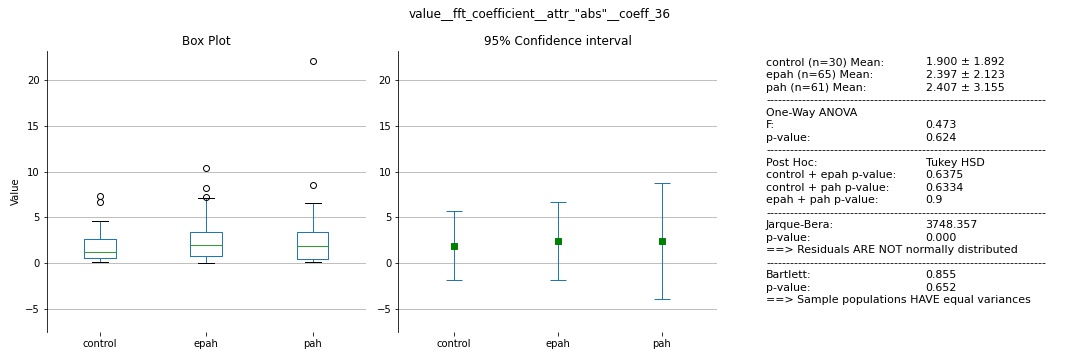 value__fft_coefficient__attr_"abs"__coeff_36
Box Plot
Value
20
15
10
5
0
−5
control epah pah
95% Confidence interval
20
15
10
5
0
−5
control epah pah
control (n=30) Mean: 1.900 ± 1.892
epah (n=65) Mean: 2.397 ± 2.123
pah (n=61) Mean: 2.407 ± 3.155
One-Way ANOVA
F: 0.473
p-value: 0.624
Post Hoc: Tukey HSD
control + epah p-value: 0.6375
control + pah p-value: 0.6334
epah + pah p-value: 0.9
Jarque-Bera: 3748.357
p-value: 0.000
==> Residuals ARE NOT normally distributed
Bartlett: 0.855
p-value: 0.652
==> Sample populations HAVE equal variances